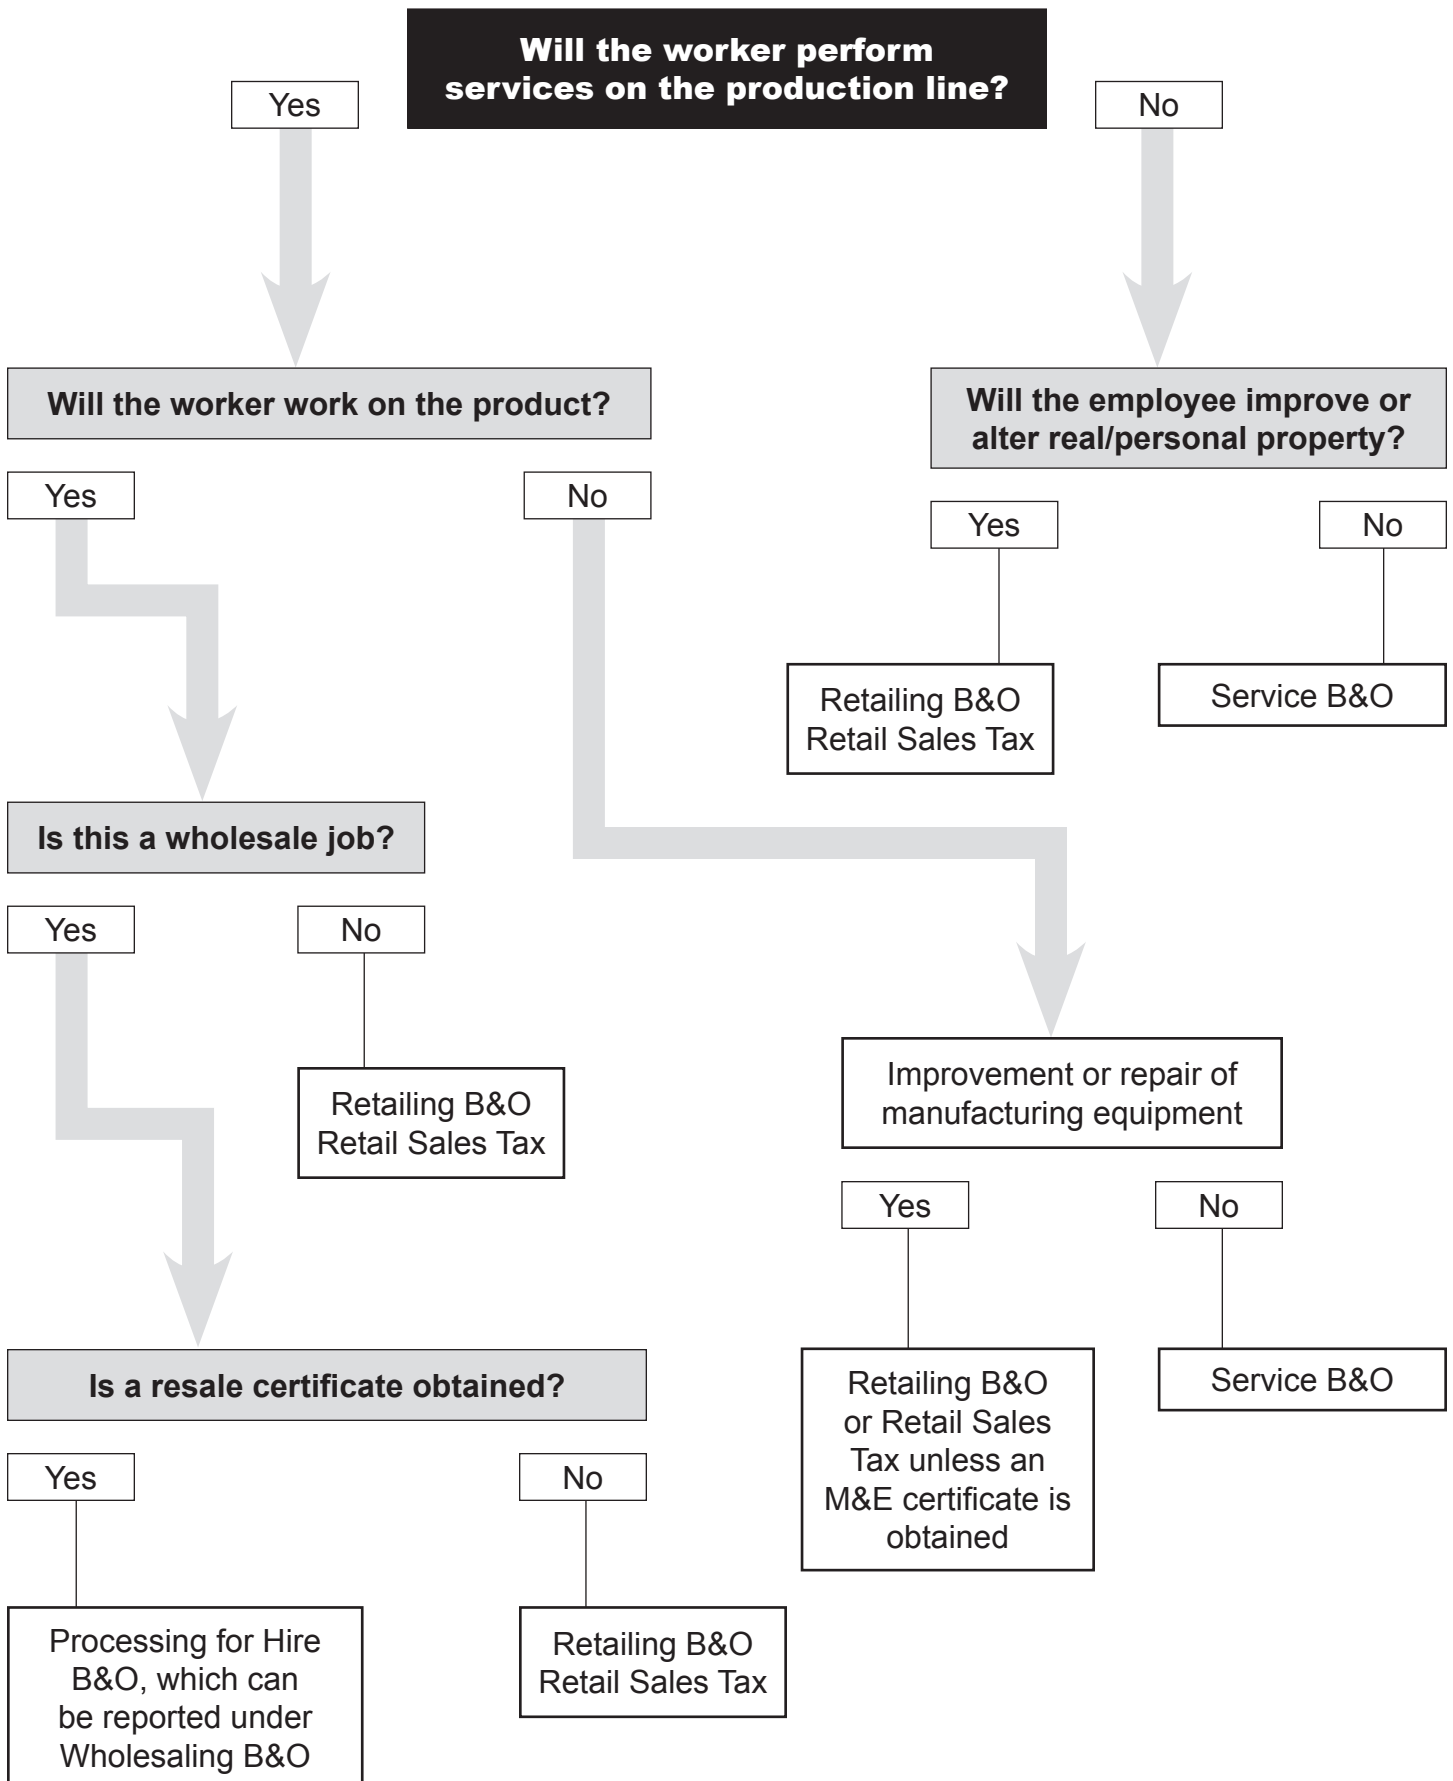 Will the worker perform
services on the production line?
Yes
No
Will the worker work on the product?
Yes
No
Will the employee improve or
alter real/personal property?
Yes
No
Retailing B&O
Retail Sales Tax
Service B&O
Is this a wholesale job?
Yes
No
Retailing B&O
Retail Sales Tax
Improvement or repair of
manufacturing equipment
Yes
No
Retailing B&O
or Retail Sales
Tax unless an
M&E certificate is
obtained
Service B&O
Is a resale certificate obtained?
Yes
No
Processing for Hire
B&O, which can
be reported under
Wholesaling B&O
Retailing B&O
Retail Sales Tax